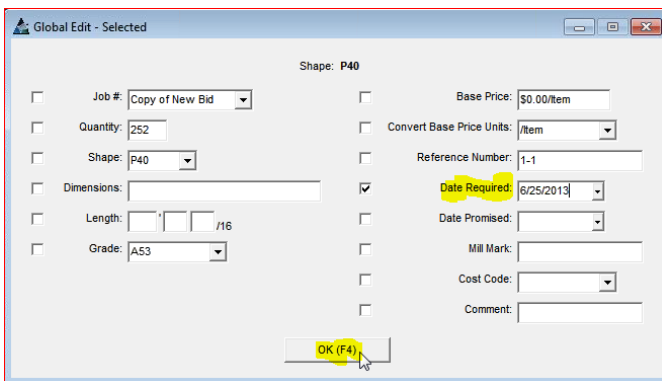 Global Edit - Selected
Shape: P40
Job #: Copy of New Bid
Quantity: 252
Shape: P40
Dimensions:
Length: ' /16
Grade: A53
Base Price: $0.00/Item
Convert Base Price Units: /Item
Reference Number: 1-1
Date Required: 6/25/2013
Date Promised:
Mill Mark:
Cost Code:
Comment:
OK (F4)